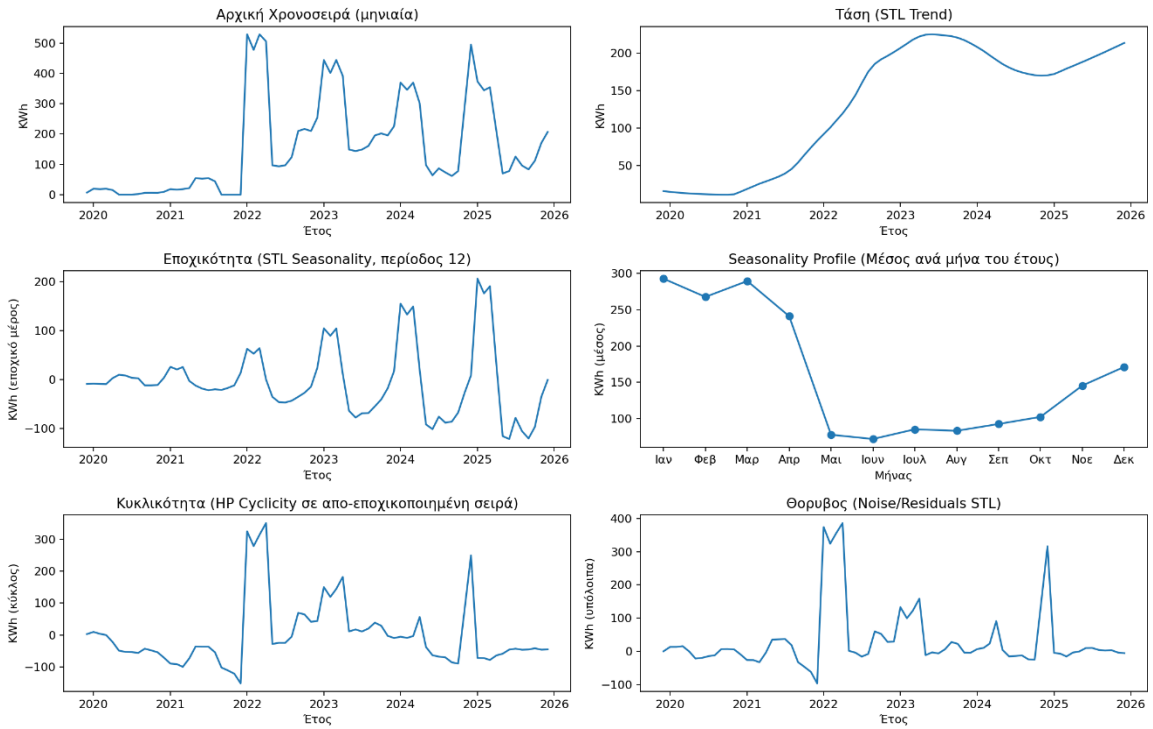 Αρχική Χρονοσειρά (μηνιαία)
KWh
500
400
300
200
100
0
2020 2021 2022 2023 2024 2025 2026
Έτος
Τάση (STL Trend)
KWh
200
150
100
50
2020 2021 2022 2023 2024 2025 2026
Έτος
Εποχικότητα (STL Seasonality, περίοδος 12)
KWh (εποχικό μέρος)
200
100
0
−100
2020 2021 2022 2023 2024 2025 2026
Έτος
Seasonality Profile (Μέσος ανά μήνα του έτους)
KWh (μέσος)
300
250
200
150
100
Ιαν Φεβ Μαρ Απρ Μαι Ιουν Ιουλ Αυγ Σεπ Οκτ Νοε Δεκ
Μήνας
Κυκλικότητα (HP Cyclicity σε απο-εποχικοποιημένη σειρά)
KWh (κύκλος)
300
200
100
0
−100
2020 2021 2022 2023 2024 2025 2026
Έτος
Θορυβος (Noise/Residuals STL)
KWh (υπόλοιπα)
400
300
200
100
0
−100
2020 2021 2022 2023 2024 2025 2026
Έτος